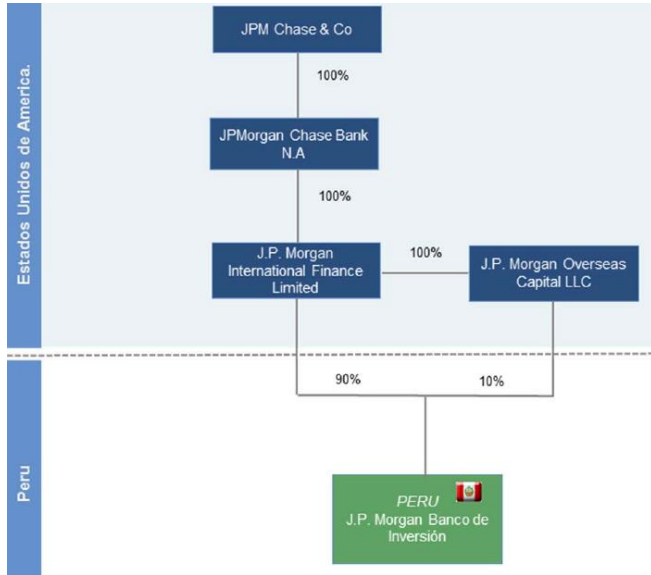 JPM Chase & Co
100%
JPMorgan Chase Bank
N.A
100%
J.P. Morgan
International Finance
Limited
100%
J.P. Morgan Overseas
Capital LLC
Estados Unidos de America.
90%
10%
Peru
PERU
J.P. Morgan Banco de
Inversión